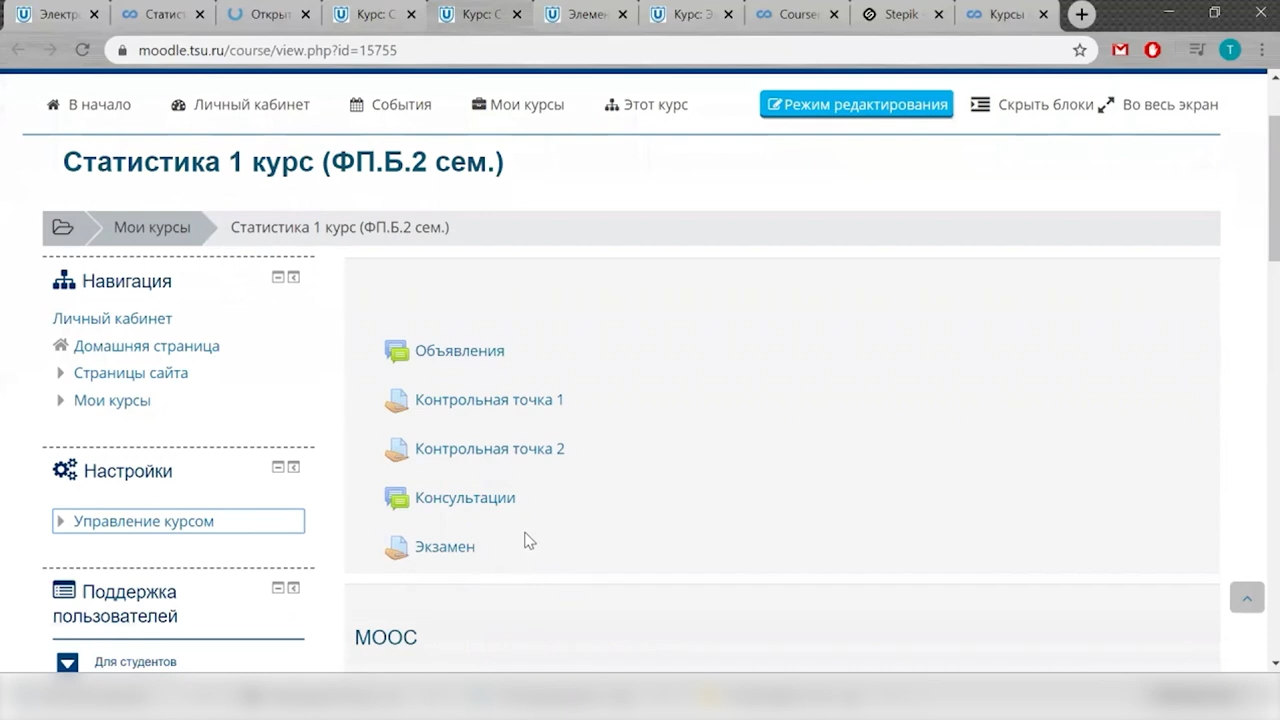 Электр
Статист
Открыт
Курс: С
Курс: С
Элемен
Курс: Э
Courser
Stepik
Курсы
moodle.tsu.ru/course/view.php?id=15755
T
В начало
Личный кабинет
События
Мои курсы
Этот курс
Режим редактирования
Скрыть блоки
Во весь экран
Статистика 1 курс (ФП.Б.2 сем.)
Мои курсы
Статистика 1 курс (ФП.Б.2 сем.)
Навигация
Личный кабинет
Домашняя страница
Страницы сайта
Мои курсы
Настройки
Управление курсом
Поддержка
пользователей
Для студентов
Объявления
Контрольная точка 1
Контрольная точка 2
Консультации
Экзамен
МООС